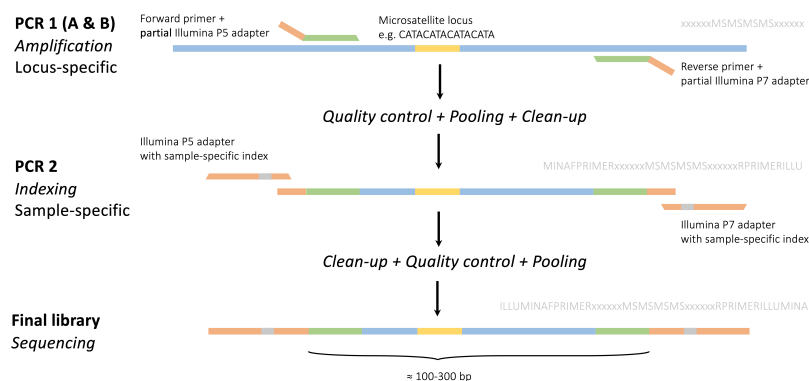 PCR 1 (A & B)
Amplification
Locus-specific
Forward primer +
partial Illumina P5 adapter
Microsatellite locus
e.g. CATACATACATACATA
xxxxxxMSMSMSMSxxxxxx
Reverse primer +
partial Illumina P7 adapter
Quality control + Pooling + Clean-up
Illumina P5 adapter
with sample-specific index
PCR 2
Indexing
Sample-specific
MINAFPRIMERxxxxxxMSMSMSMSxxxxxxRPRIMERILLU
Illumina P7 adapter
with sample-specific index
Clean-up + Quality control + Pooling
ILLUMINAFPRIMERxxxxxxMSMSMSMSxxxxxxRPRIMERILLUMINA
Final library
Sequencing
≈ 100-300 bp